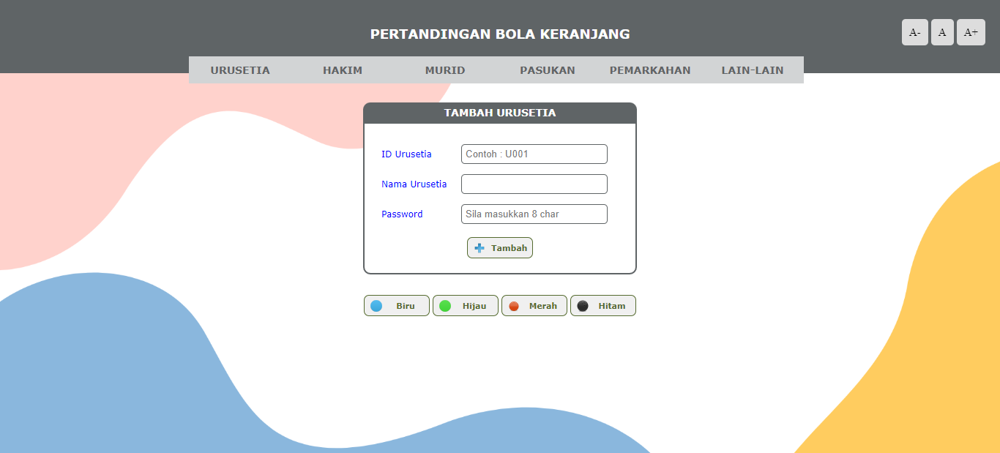 PERTANDINGAN BOLA KERANJANG
A- A A+
URUSETIA HAKIM MURID PASUKAN PEMARKAHAN LAIN-LAIN
TAMBAH URUSETIA
ID Urusetia Contoh : U001
Nama Urusetia
Password Sila masukkan 8 char
Tambah
Biru Hijau Merah Hitam